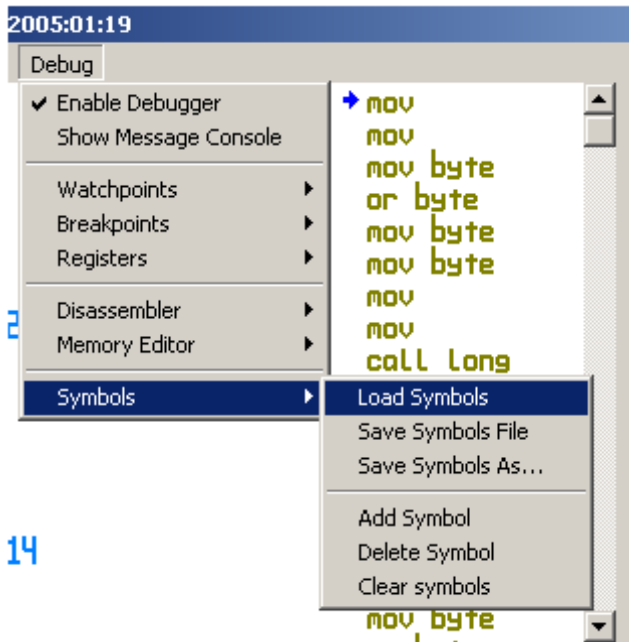 2005:01:19
Debug
Enable Debugger
Show Message Console
Watchpoints
Breakpoints
Registers
Disassembler
Memory Editor
Symbols
mov
mov
mov byte
or byte
mov byte
mov byte
mov
mov
call long
Load Symbols
Save Symbols File
Save Symbols As...
Add Symbol
Delete Symbol
Clear symbols
mov byte
14